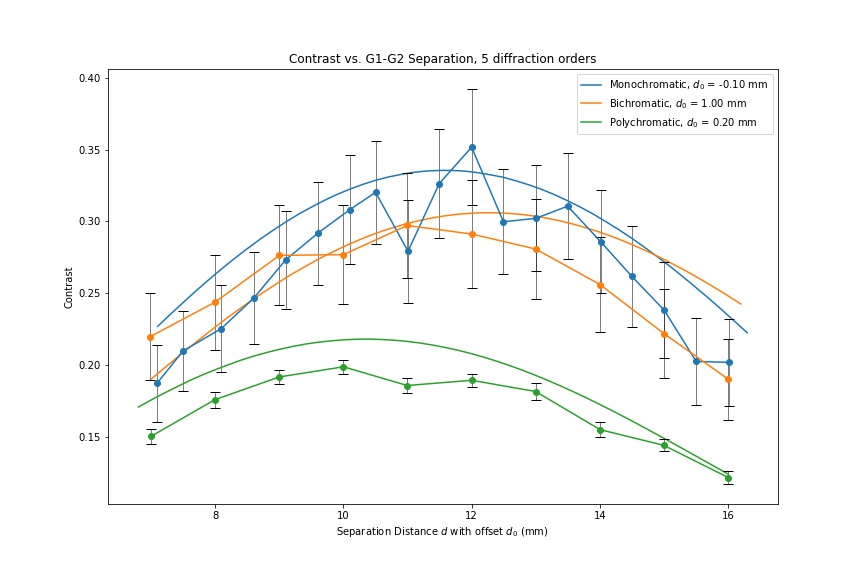 Contrast vs. G1-G2 Separation, 5 diffraction orders
Monochromatic, d₀ = -0.10 mm
Bichromatic, d₀ = 1.00 mm
Polychromatic, d₀ = 0.20 mm
0.40
0.35
0.30
0.25
0.20
0.15
Contrast
8
10
12
14
16
Separation Distance d with offset d₀ (mm)